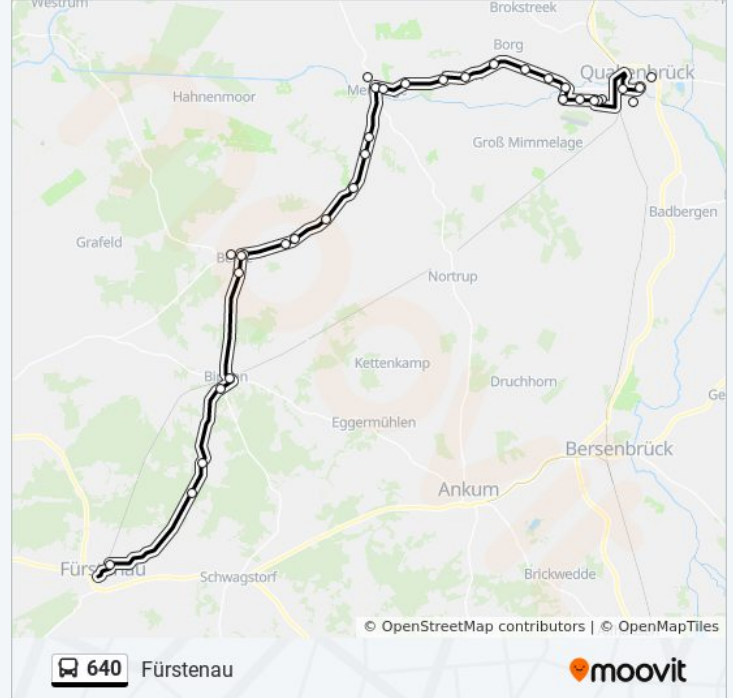 Westrum
Brokstreek
Borg
Quakenbrück
Hahnenmoor
Groß Mimmelage
Badbergen
Grafeld
Nortrup
Kettenkamp
Druchhorn
Eggermühlen
Bersenbrück
Ankum
Fürstenau
Schwagstorf
Brickwedde
© OpenStreetMap contributors | © OpenMapTiles
640 Fürstenau
moovit